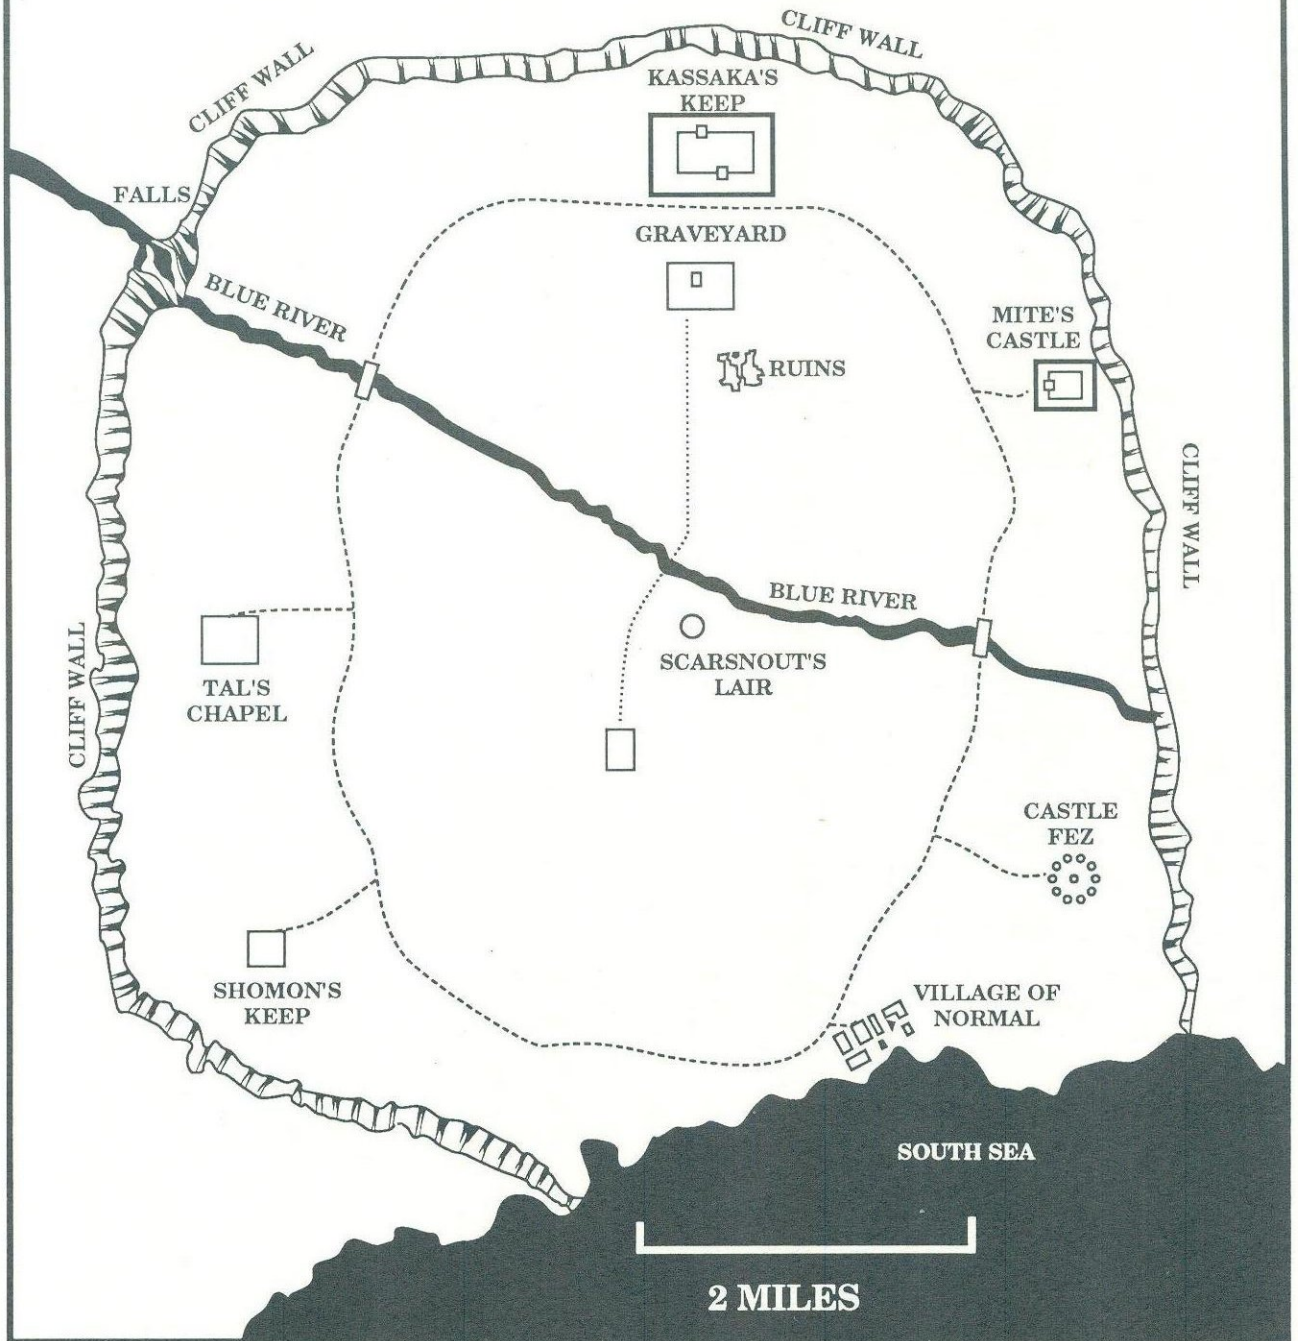 CLIFF WALL
CLIFF WALL
KASSAKA'S
KEEP
FALLS
GRAVEYARD
BLUE RIVER
MITE'S
CASTLE
RUINS
CLIFF WALL
BLUE RIVER
SCARSNOUT'S
LAIR
CLIFF WALL
TAL'S
CHAPEL
CASTLE
FEZ
SHOMON'S
KEEP
VILLAGE OF
NORMAL
SOUTH SEA
2 MILES